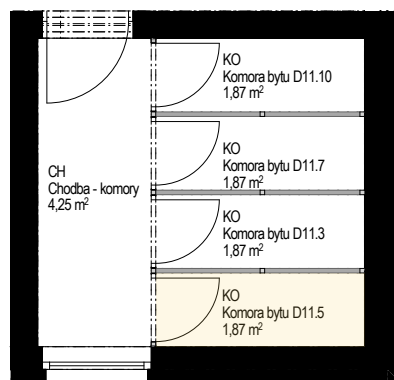 KO
Komora bytu D11.10
1,87 m²
KO
Komora bytu D11.7
1,87 m²
CH
Chodba - komory
4,25 m²
KO
Komora bytu D11.3
1,87 m²
KO
Komora bytu D11.5
1,87 m²